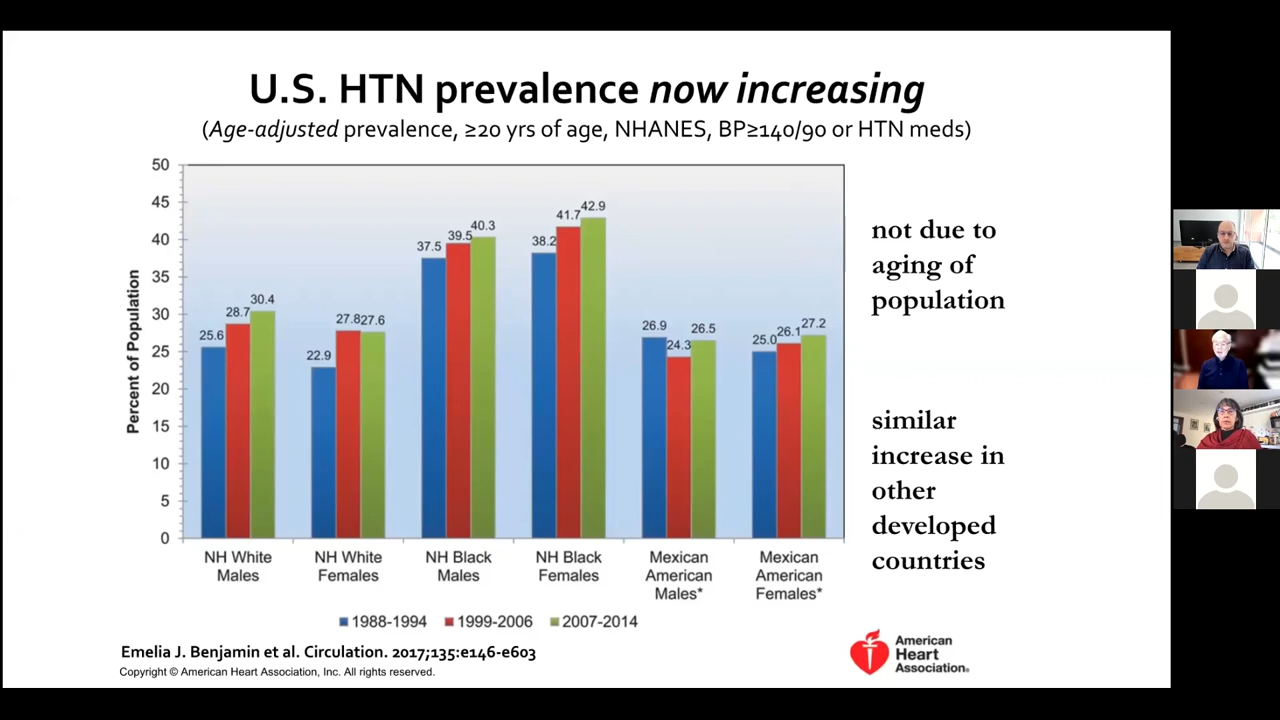 U.S. HTN prevalence now increasing
(Age-adjusted prevalence, ≥20 yrs of age, NHANES, BP≥140/90 or HTN meds)
Percent of Population
50
45
40
35
30
25
20
15
10
5
0
25.6
28.7
30.4
22.9
27.8
27.6
37.5
39.5
40.3
38.2
41.7
42.9
26.9
24.3
26.5
25.0
26.1
27.2
NH White
Males
NH White
Females
NH Black
Males
NH Black
Females
Mexican
American
Males*
Mexican
American
Females*
1988-1994
1999-2006
2007-2014
not due to
aging of
population
similar
increase in
other
developed
countries
Emelia J. Benjamin et al. Circulation. 2017;135:e146-e603
Copyright © American Heart Association, Inc. All rights reserved.
American
Heart
Association®